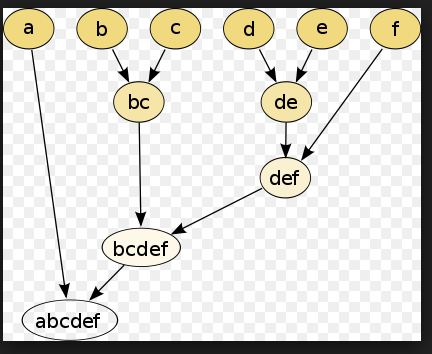 a b c d e f
bc de
def
bcdef
abcdef